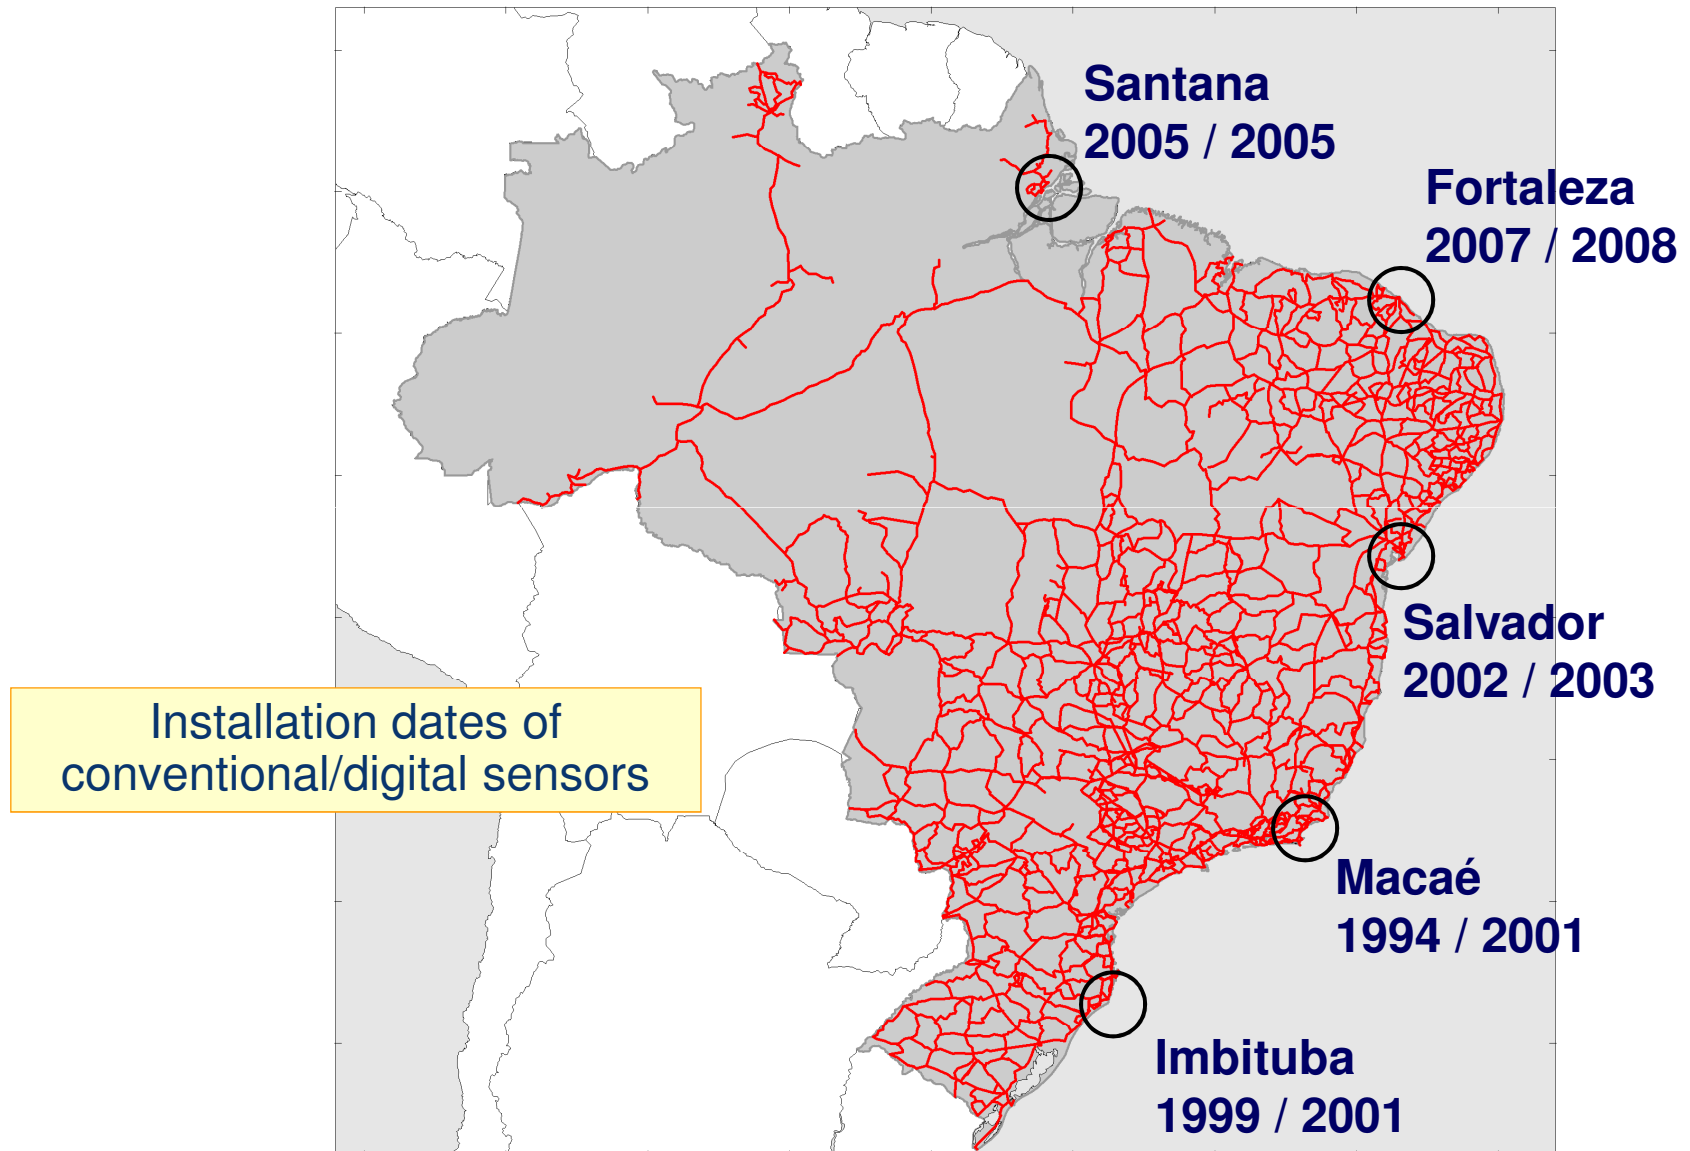 Santana
2005 / 2005
Fortaleza
2007 / 2008
Salvador
2002 / 2003
Installation dates of
conventional/digital sensors
Macaé
1994 / 2001
Imbituba
1999 / 2001